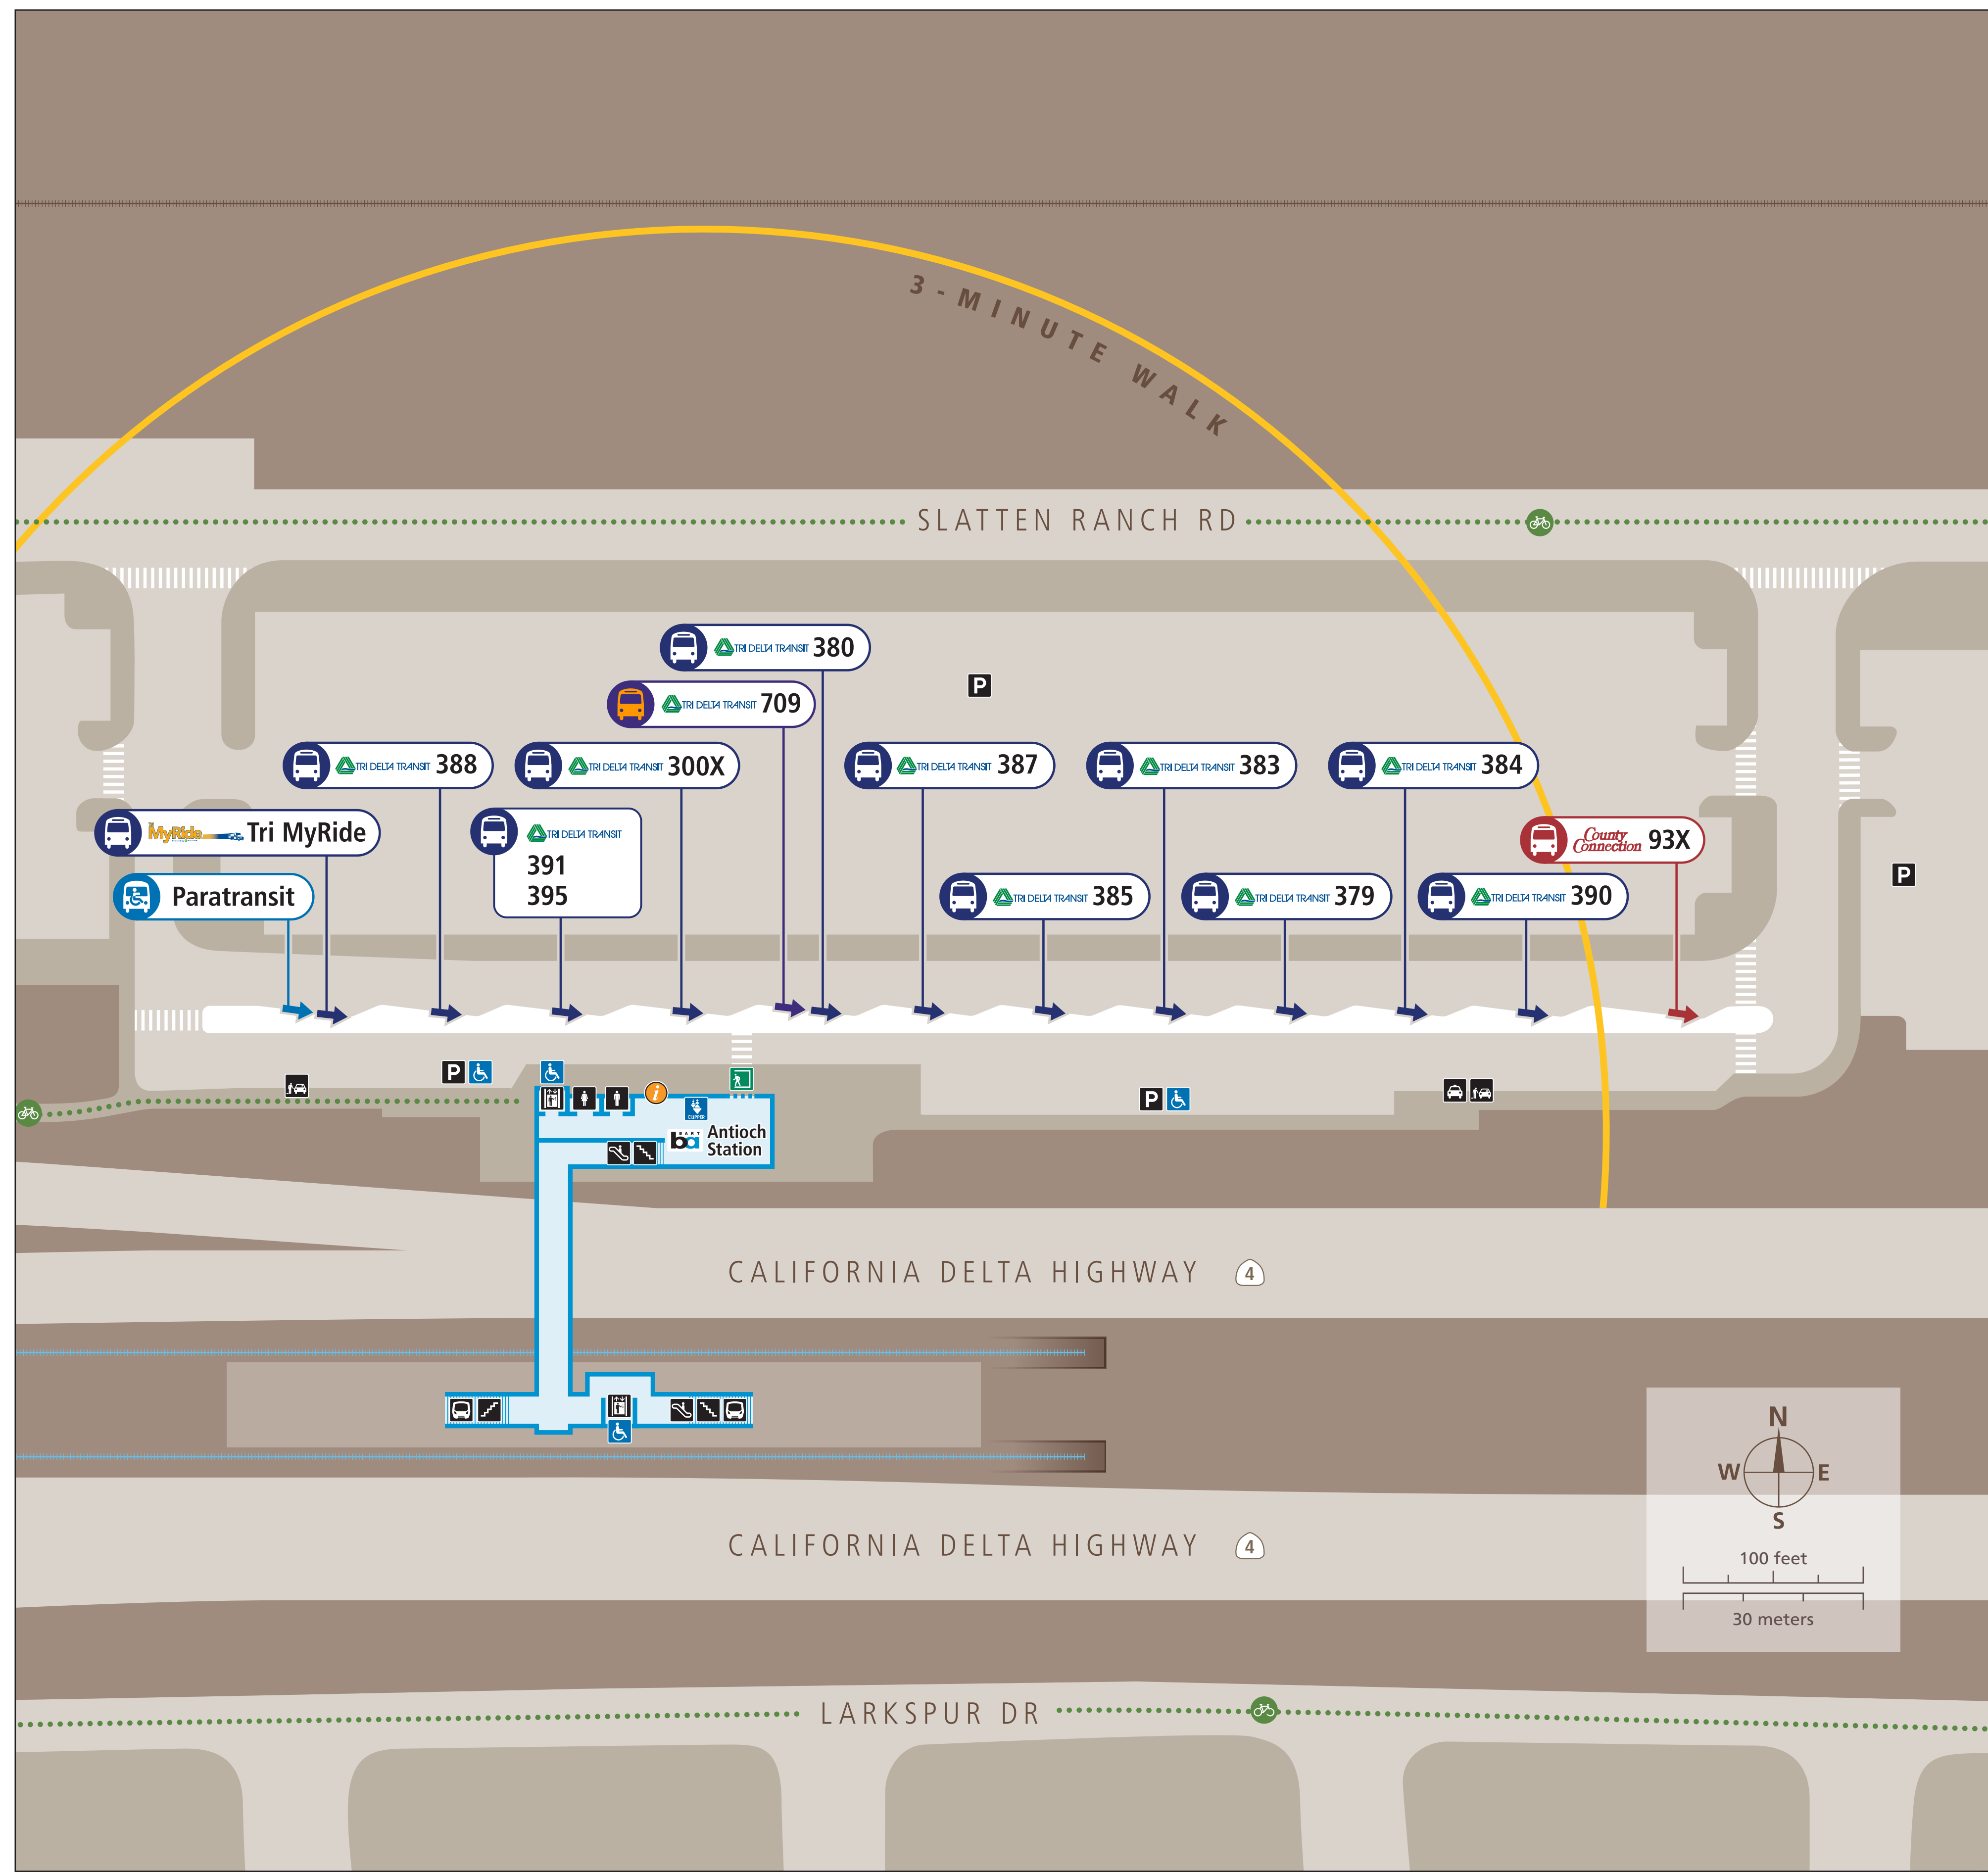 3-MINUTE WALK
SLATTEN RANCH RD
TRI DELTA TRANSIT 380
P
TRI DELTA TRANSIT 709
TRI DELTA TRANSIT 388
TRI DELTA TRANSIT 300X
TRI DELTA TRANSIT 387
TRI DELTA TRANSIT 383
TRI DELTA TRANSIT 384
MyRide Tri MyRide
TRI DELTA TRANSIT
391
395
County Connection 93X
P
Paratransit
TRI DELTA TRANSIT 385
TRI DELTA TRANSIT 379
TRI DELTA TRANSIT 390
P
i
CLIPPER
P
BART
ba
Antioch
Station
CALIFORNIA DELTA HIGHWAY 4
N
W E
S
CALIFORNIA DELTA HIGHWAY 4
100 feet
30 meters
LARKSPUR DR